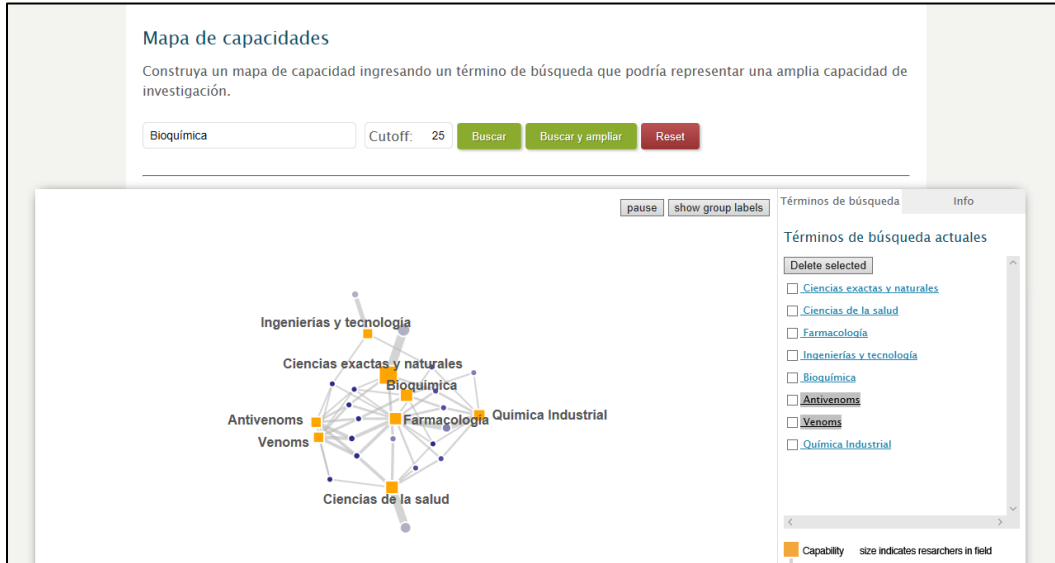 Mapa de capacidades
Construya un mapa de capacidad ingresando un término de búsqueda que podría representar una amplia capacidad de
investigación.
Bioquímica Cutoff: 25 Buscar Buscar y ampliar Reset
pause show group labels
Términos de búsqueda Info
Términos de búsqueda actuales
Delete selected
Ciencias exactas y naturales
Ciencias de la salud
Farmacología
Ingenierías y tecnología
Bioquímica
Antivenoms
Venoms
Química Industrial
Ingenierías y tecnología
Ciencias exactas y naturales
Bioquímica
Antivenoms
Farmacología
Química Industrial
Venoms
Ciencias de la salud
Capability size indicates resarchers in field